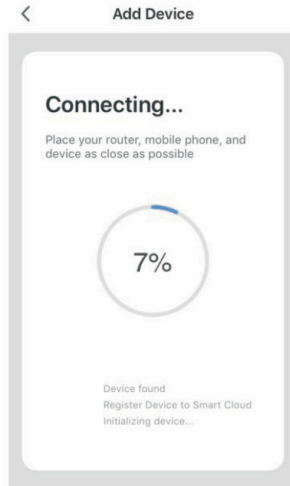 Add Device
Connecting...
Place your router, mobile phone, and
device as close as possible
7%
Device found
Register Device to Smart Cloud
Initializing device...